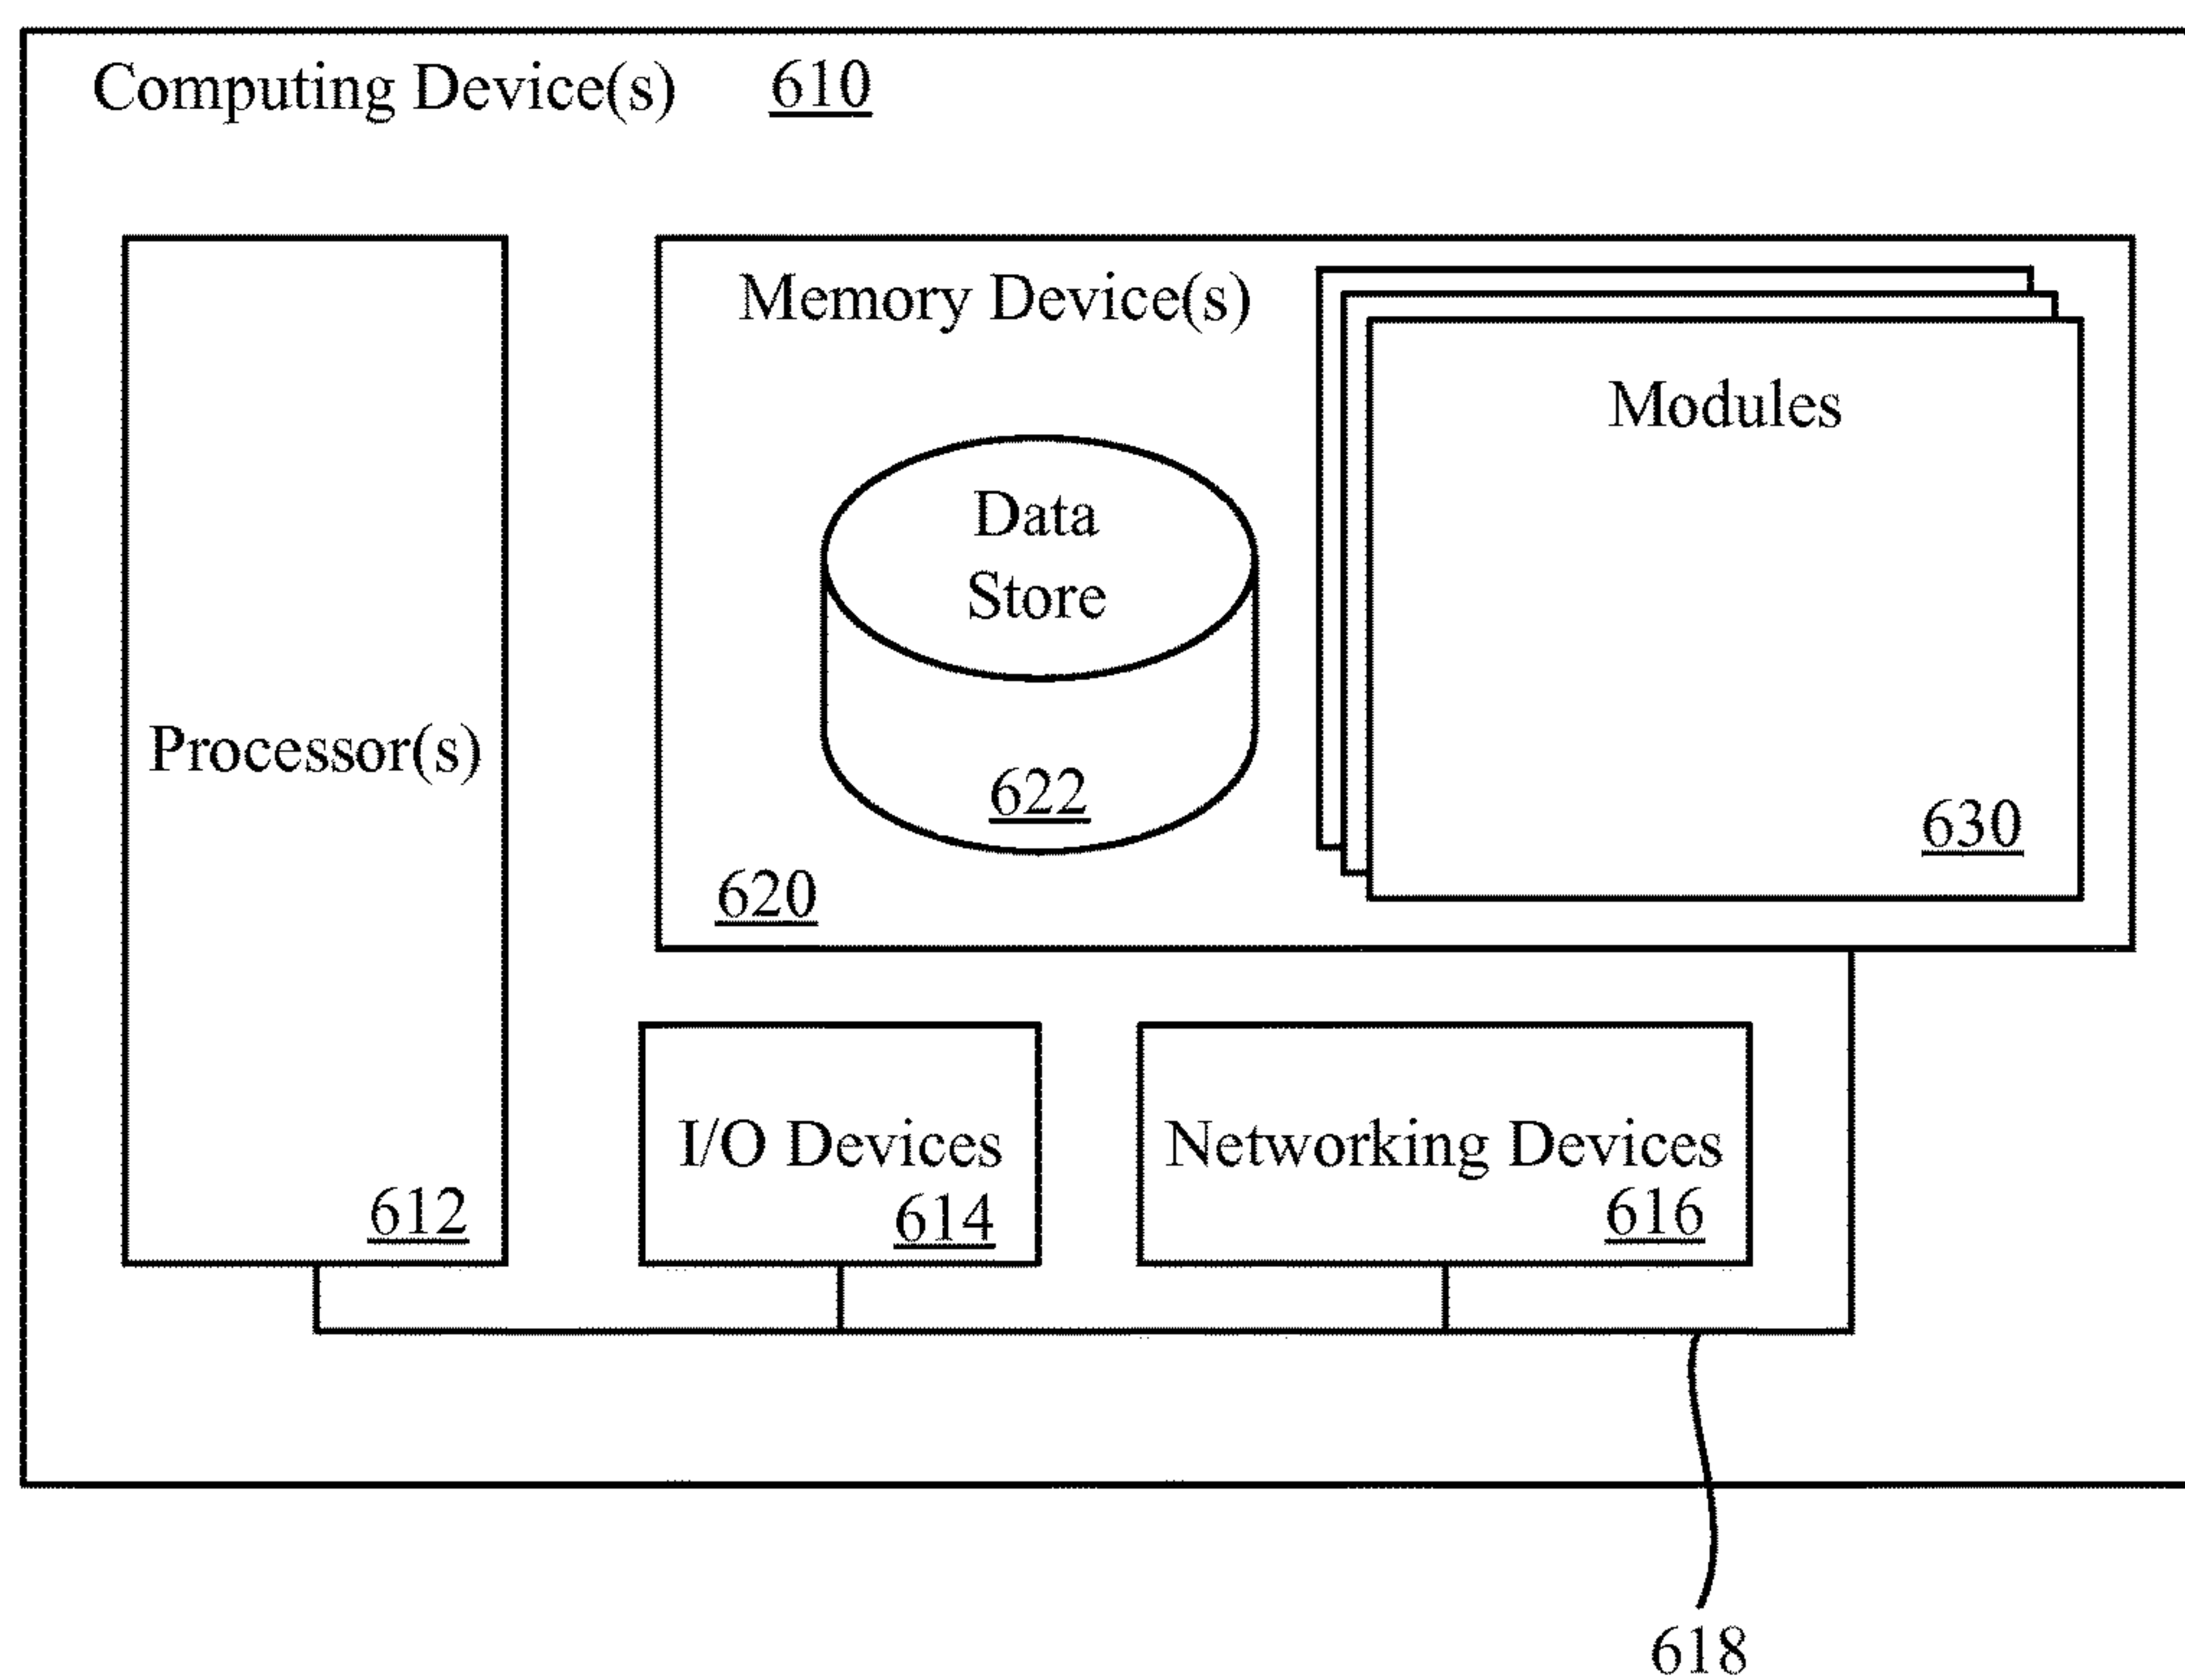 Computing Device(s) 610
Memory Device(s)
Modules
Data
Store
Processor(s)
622
630
620
I/O Devices
Networking Devices
612
614
616
618